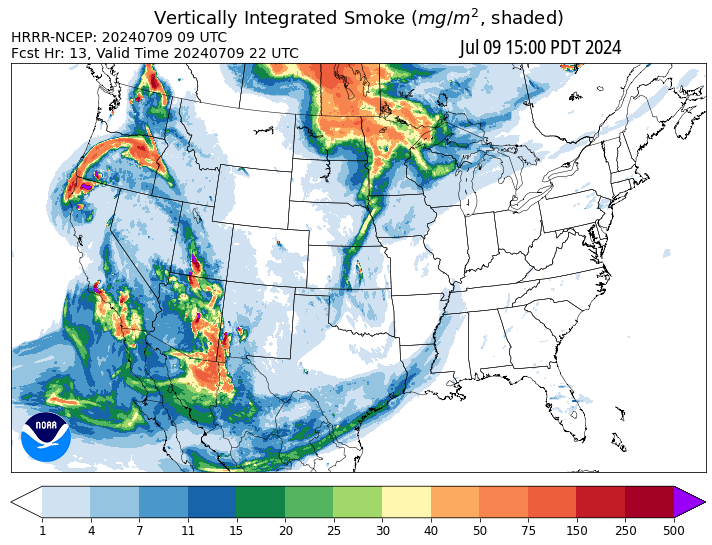 Vertically Integrated Smoke (mg/m², shaded)
HRRR-NCEP: 20240709 09 UTC
Fcst Hr: 13, Valid Time 20240709 22 UTC
Jul 09 15:00 PDT 2024
NOAA
1 4 7 11 15 20 25 30 40 50 75 150 250 500